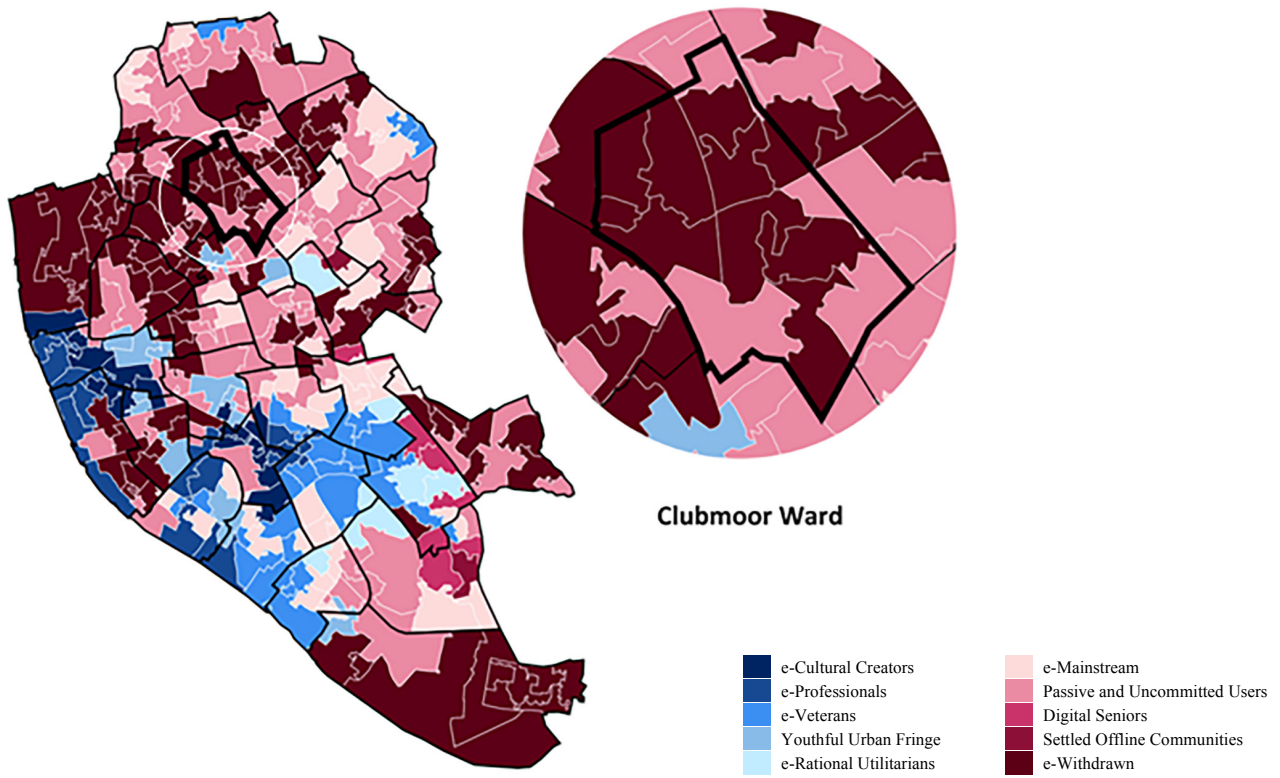 Clubmoor Ward
e-Cultural Creators
e-Professionals
e-Veterans
Youthful Urban Fringe
e-Rational Utilitarians
e-Mainstream
Passive and Uncommitted Users
Digital Seniors
Settled Offline Communities
e-Withdrawn